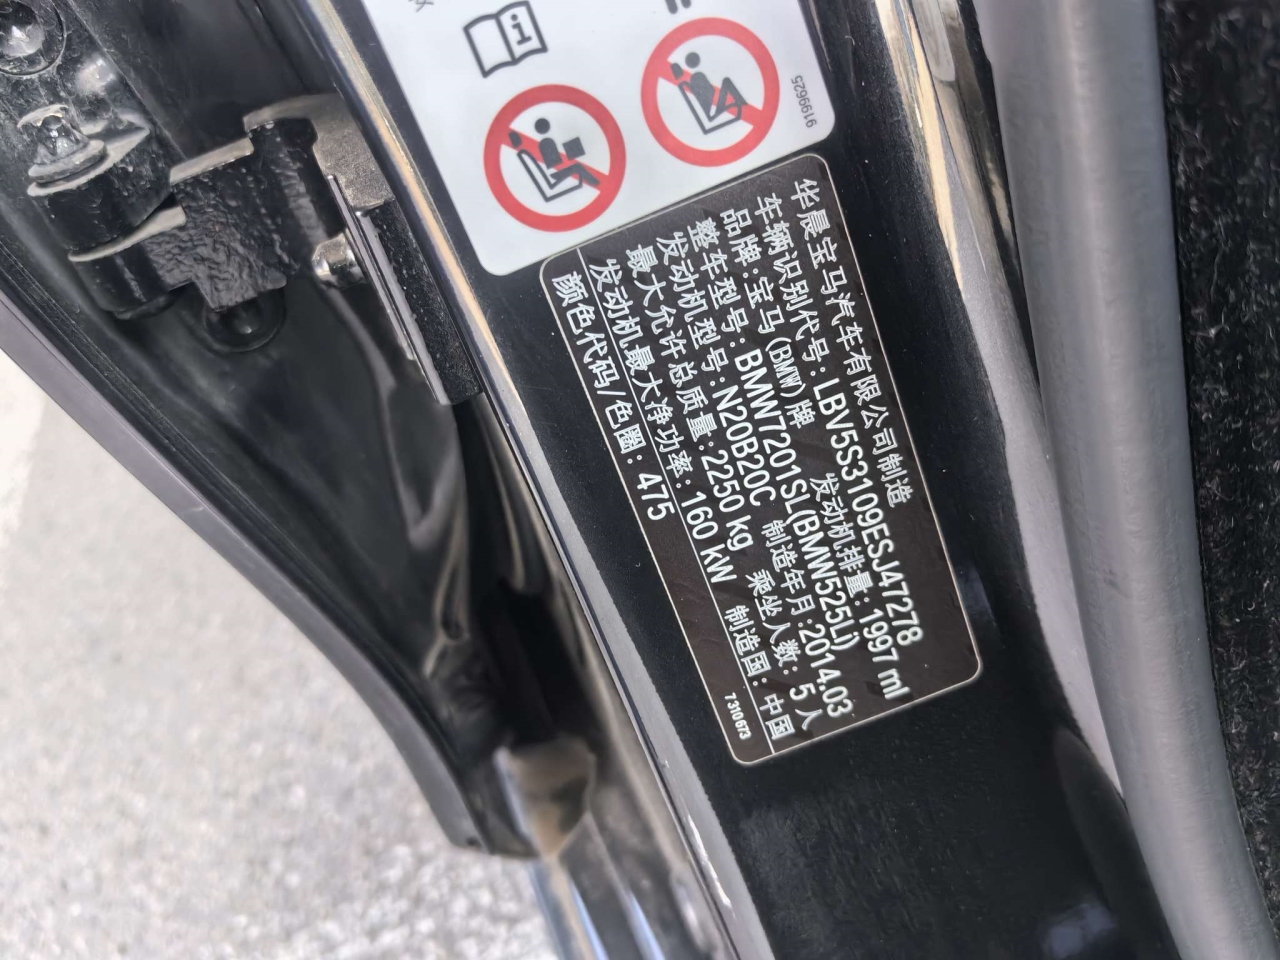 9199625
华晨宝马汽车有限公司制造
车辆识别代号: LBV5S3109ESJ47278
品牌: 宝马(BMW)牌 发动机排量: 1997 ml
整车型号: BMW7201SL(BMW525Li)
发动机型号: N20B20C 制造年月: 2014.03
最大允许总质量: 2250 kg 乘坐人数: 5 人
发动机最大净功率: 160 kW 制造国: 中国
颜色代码/色圈: 475 7310673